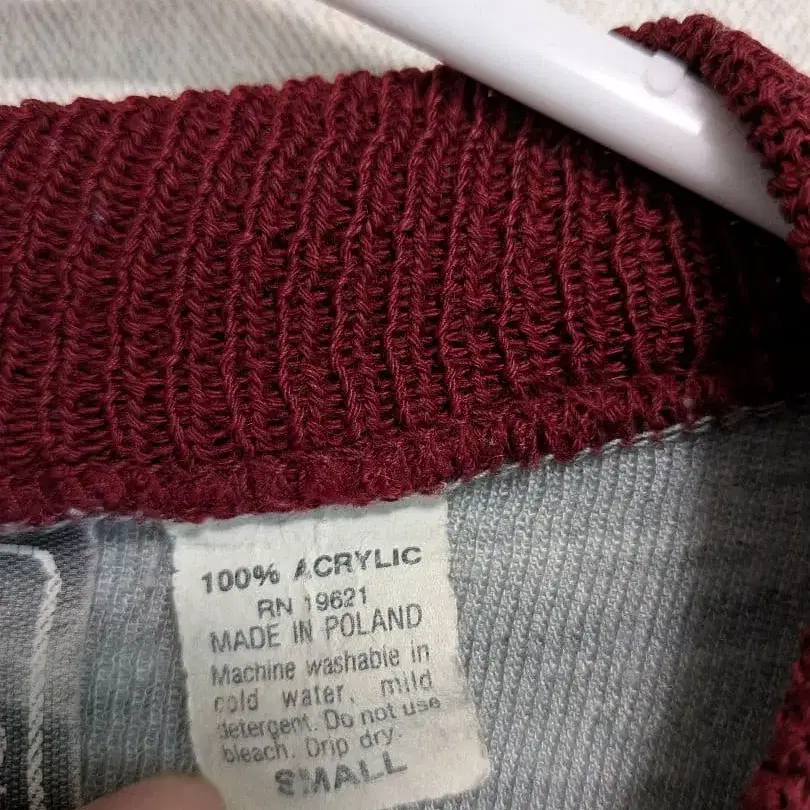 100% ACRYLIC
RN 19621
MADE IN POLAND
Machine washable in
cold water, mild
detergent. Do not use
bleach. Drip dry.
SMALL